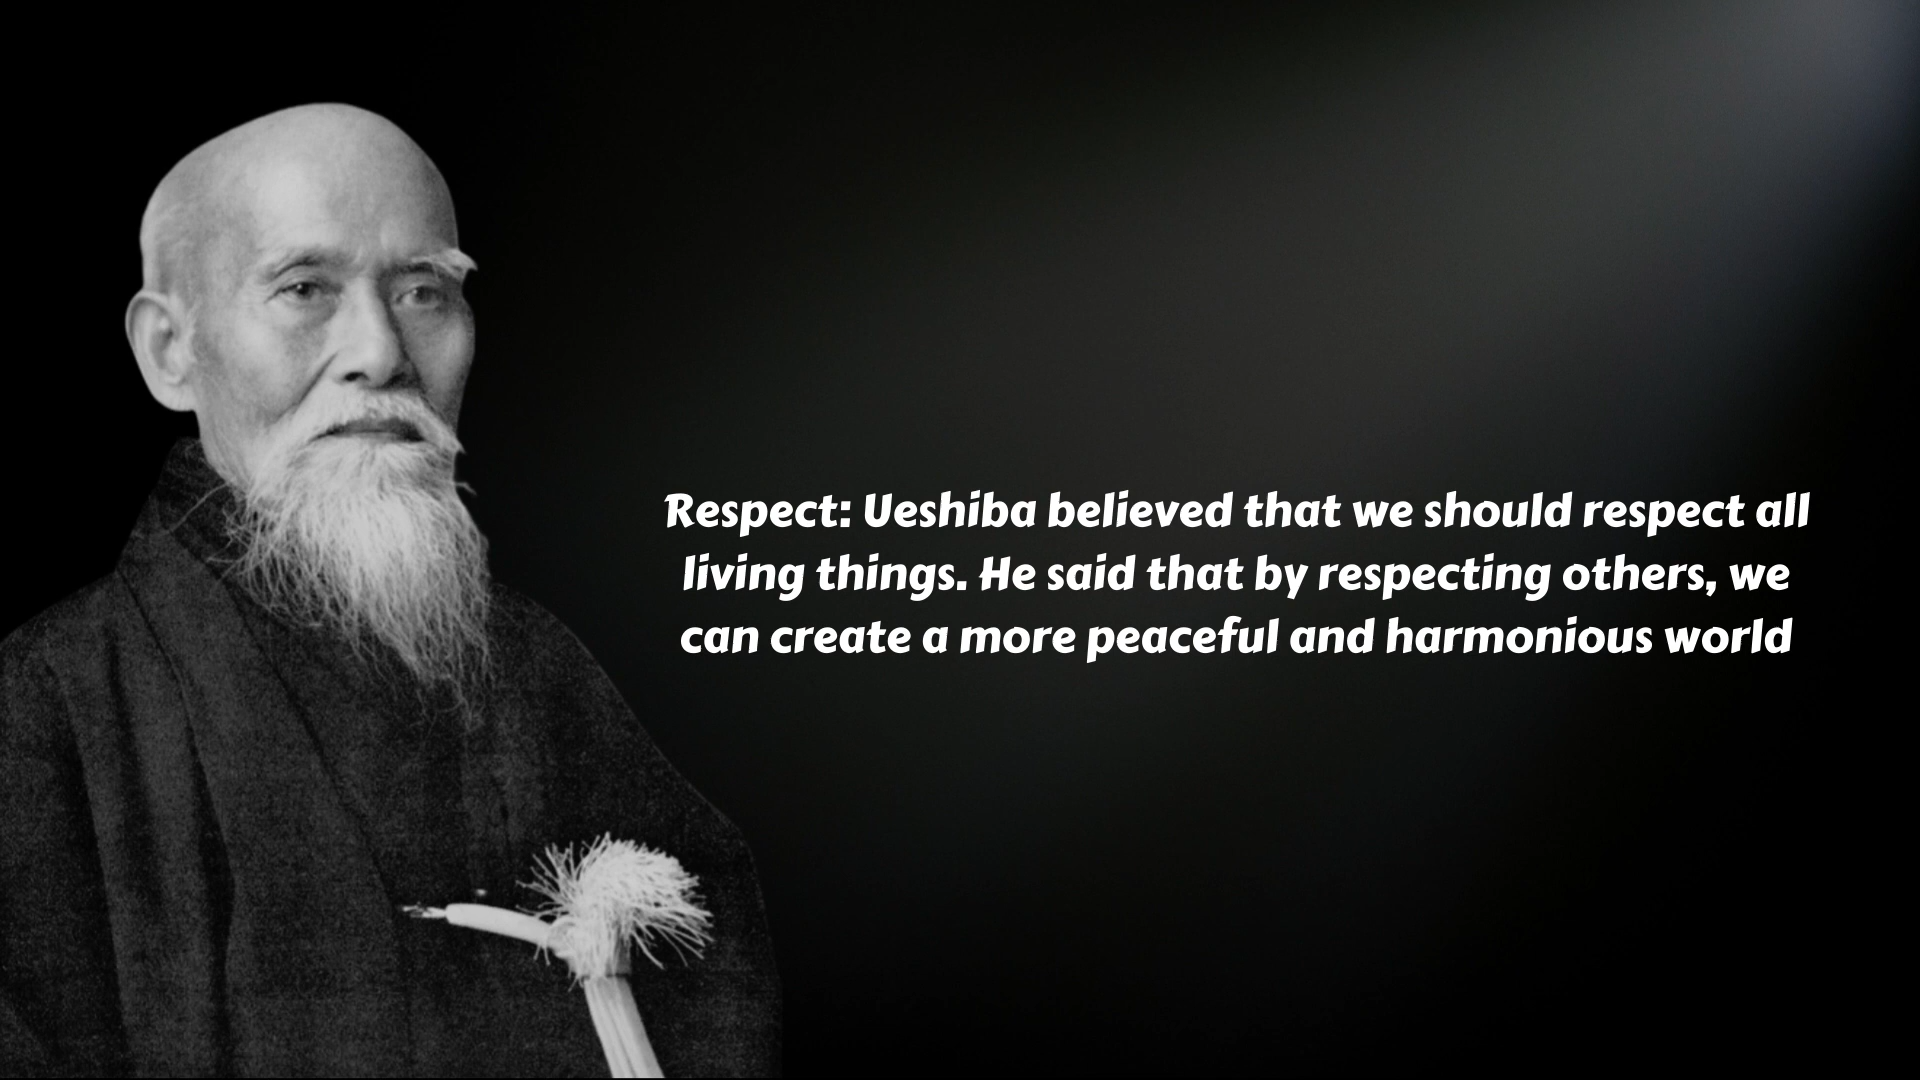 Respect: Ueshiba believed that we should respect all
living things. He said that by respecting others, we
can create a more peaceful and harmonious world